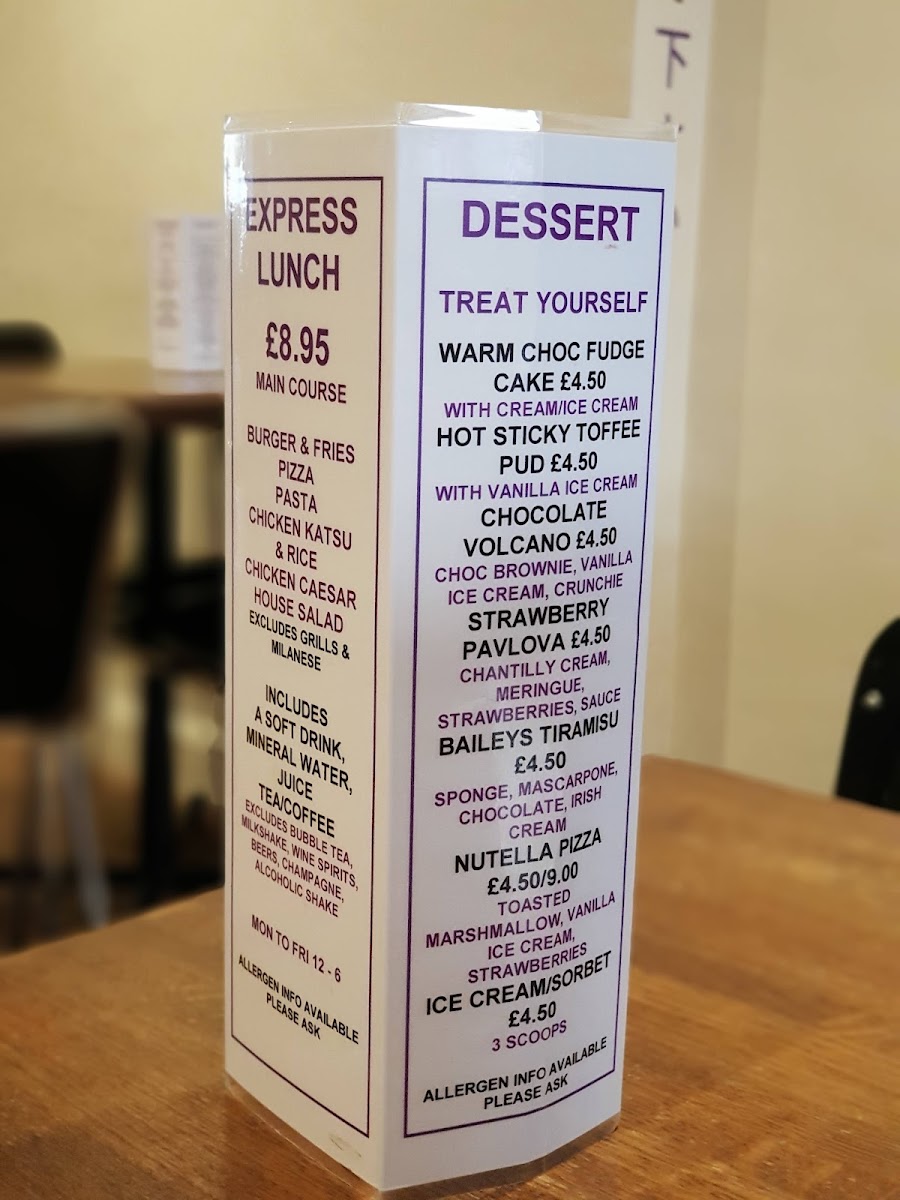 EXPRESS
LUNCH
£8.95
MAIN COURSE
BURGER & FRIES
PIZZA
PASTA
CHICKEN KATSU
& RICE
CHICKEN CAESAR
HOUSE SALAD
EXCLUDES GRILLS &
MILANESE
INCLUDES
A SOFT DRINK,
MINERAL WATER,
JUICE
TEA/COFFEE
EXCLUDES BUBBLE TEA,
MILKSHAKE, WINE SPIRITS,
BEERS, CHAMPAGNE,
ALCOHOLIC SHAKE
MON TO FRI 12 - 6
ALLERGEN INFO AVAILABLE
PLEASE ASK
DESSERT
TREAT YOURSELF
WARM CHOC FUDGE
CAKE £4.50
WITH CREAM/ICE CREAM
HOT STICKY TOFFEE
PUD £4.50
WITH VANILLA ICE CREAM
CHOCOLATE
VOLCANO £4.50
CHOC BROWNIE, VANILLA
ICE CREAM, CRUNCHIE
STRAWBERRY
PAVLOVA £4.50
CHANTILLY CREAM,
MERINGUE,
STRAWBERRIES, SAUCE
BAILEYS TIRAMISU
£4.50
SPONGE, MASCARPONE,
CHOCOLATE, IRISH
CREAM
NUTELLA PIZZA
£4.50/9.00
TOASTED
MARSHMALLOW, VANILLA
ICE CREAM,
STRAWBERRIES
ICE CREAM/SORBET
£4.50
3 SCOOPS
ALLERGEN INFO AVAILABLE
PLEASE ASK
下